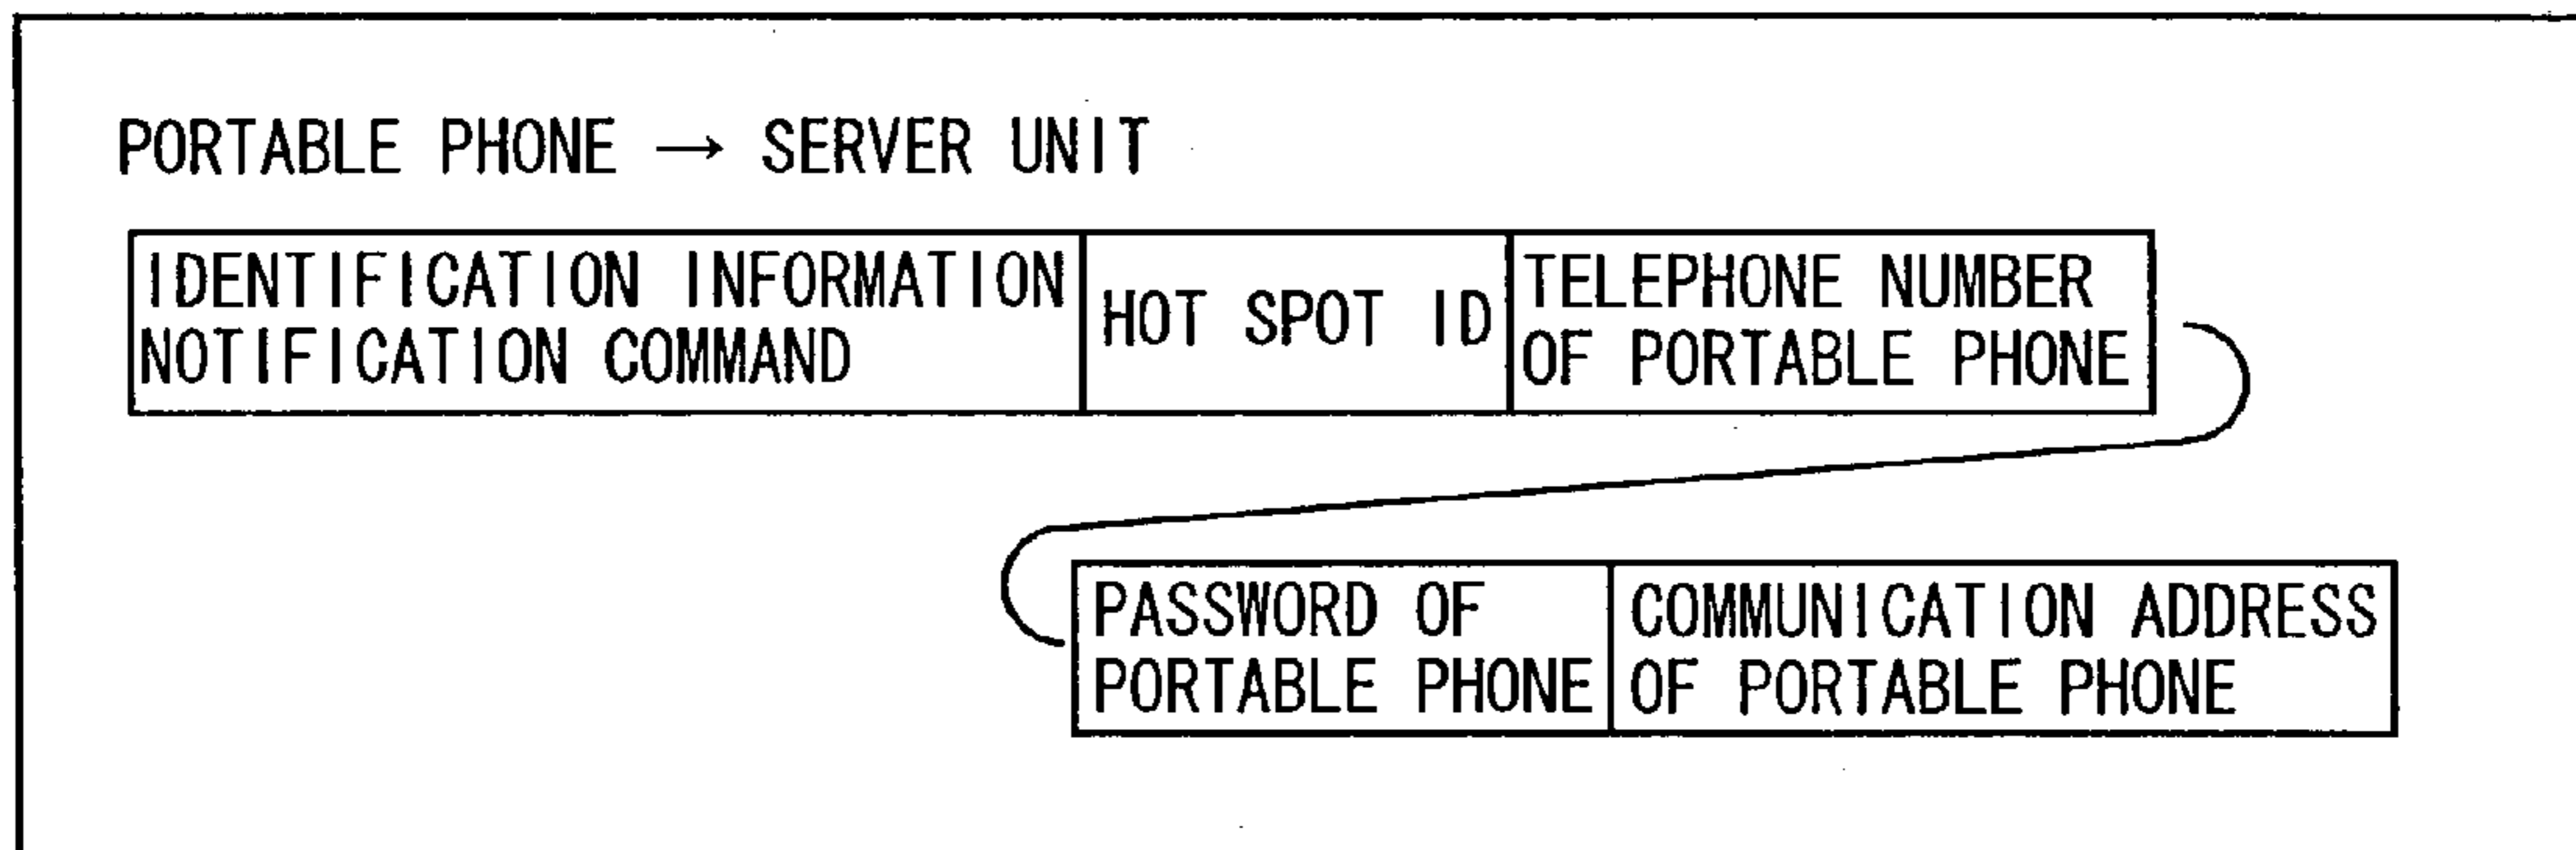 PORTABLE PHONE → SERVER UNIT
IDENTIFICATION INFORMATION
NOTIFICATION COMMAND
HOT SPOT ID
TELEPHONE NUMBER
OF PORTABLE PHONE
PASSWORD OF
PORTABLE PHONE
COMMUNICATION ADDRESS
OF PORTABLE PHONE